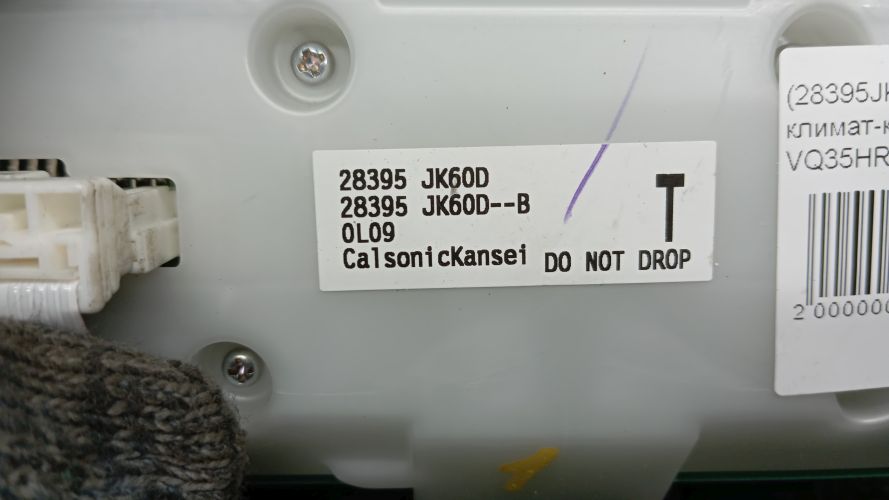 28395 JK60D
28395 JK60D--B
0L09
CalsonicKansei DO NOT DROP
T
(28395JK
климат-к
VQ35HR
2 000000